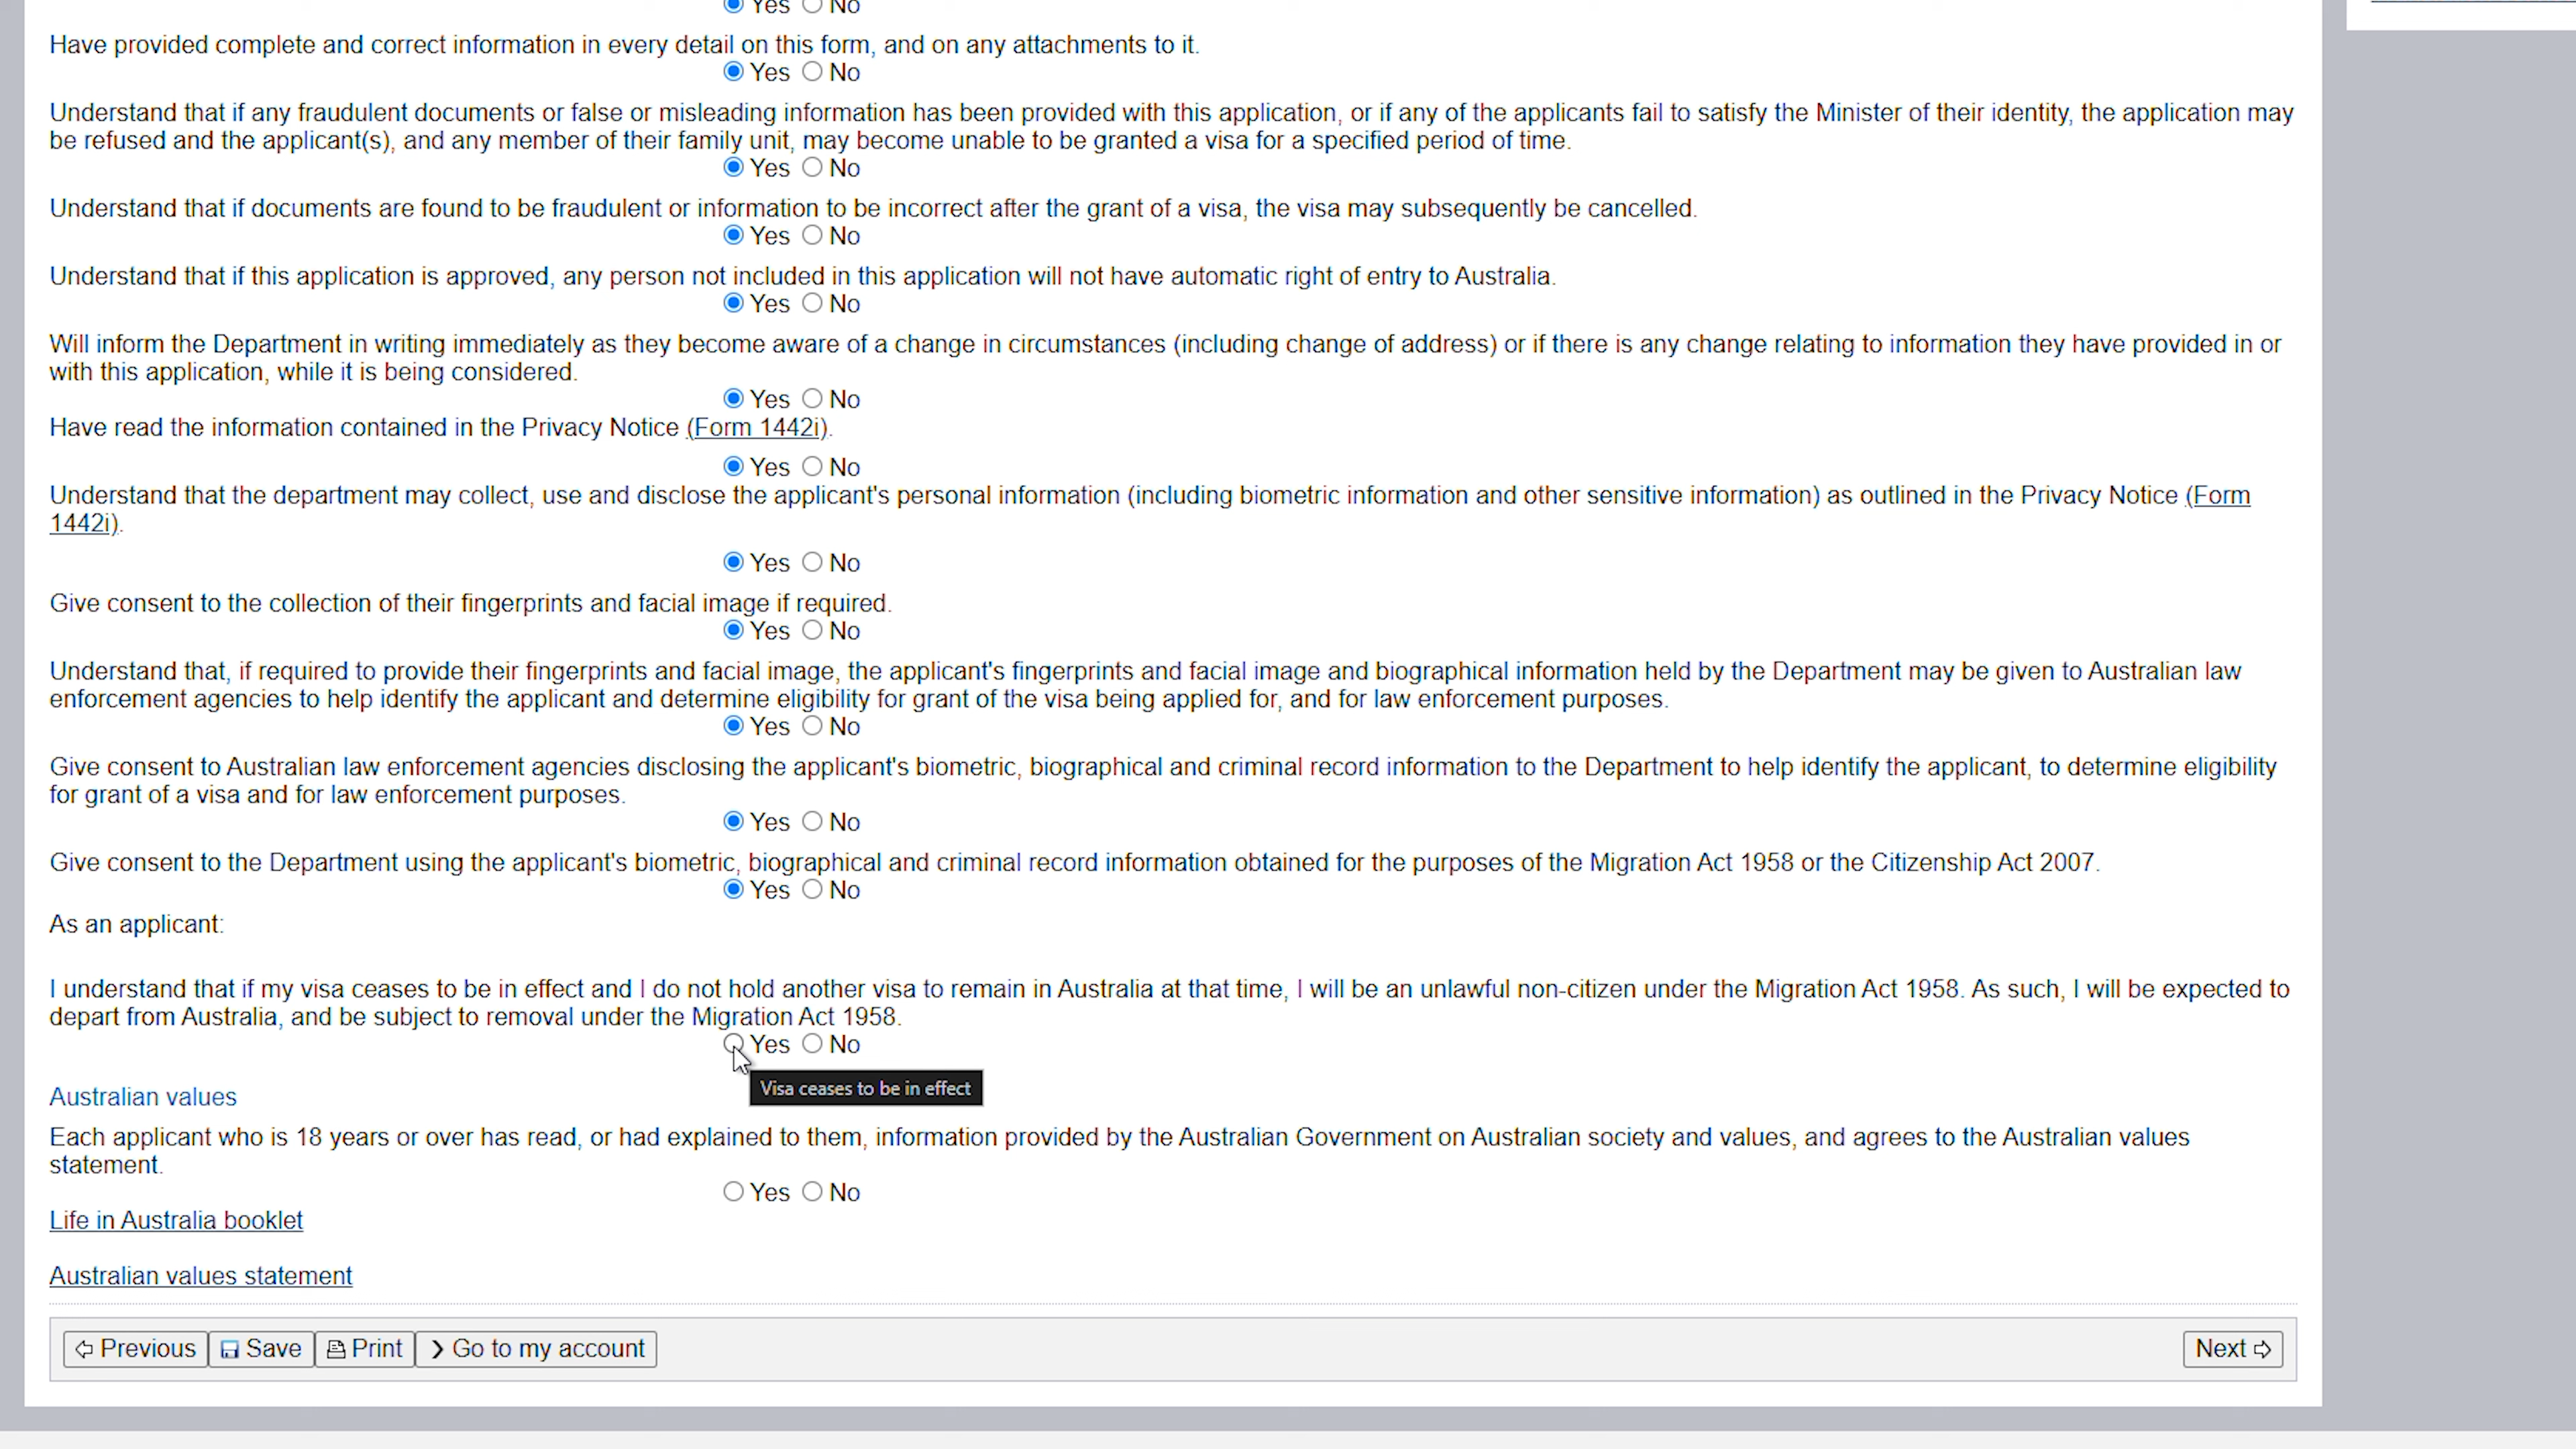 Yes No
Have provided complete and correct information in every detail on this form, and on any attachments to it.
Yes No
Understand that if any fraudulent documents or false or misleading information has been provided with this application, or if any of the applicants fail to satisfy the Minister of their identity, the application may
be refused and the applicant(s), and any member of their family unit, may become unable to be granted a visa for a specified period of time.
Yes No
Understand that if documents are found to be fraudulent or information to be incorrect after the grant of a visa, the visa may subsequently be cancelled.
Yes No
Understand that if this application is approved, any person not included in this application will not have automatic right of entry to Australia.
Yes No
Will inform the Department in writing immediately as they become aware of a change in circumstances (including change of address) or if there is any change relating to information they have provided in or
with this application, while it is being considered.
Yes No
Have read the information contained in the Privacy Notice (Form 1442i).
Yes No
Understand that the department may collect, use and disclose the applicant's personal information (including biometric information and other sensitive information) as outlined in the Privacy Notice (Form
1442i).
Yes No
Give consent to the collection of their fingerprints and facial image if required.
Yes No
Understand that, if required to provide their fingerprints and facial image, the applicant's fingerprints and facial image and biographical information held by the Department may be given to Australian law
enforcement agencies to help identify the applicant and determine eligibility for grant of the visa being applied for, and for law enforcement purposes.
Yes No
Give consent to Australian law enforcement agencies disclosing the applicant's biometric, biographical and criminal record information to the Department to help identify the applicant, to determine eligibility
for grant of a visa and for law enforcement purposes.
Yes No
Give consent to the Department using the applicant's biometric, biographical and criminal record information obtained for the purposes of the Migration Act 1958 or the Citizenship Act 2007.
Yes No
As an applicant:
I understand that if my visa ceases to be in effect and I do not hold another visa to remain in Australia at that time, I will be an unlawful non-citizen under the Migration Act 1958. As such, I will be expected to
depart from Australia, and be subject to removal under the Migration Act 1958.
Yes No
Visa ceases to be in effect
Australian values
Each applicant who is 18 years or over has read, or had explained to them, information provided by the Australian Government on Australian society and values, and agrees to the Australian values
statement.
Yes No
Life in Australia booklet
Australian values statement
Previous Save Print Go to my account Next